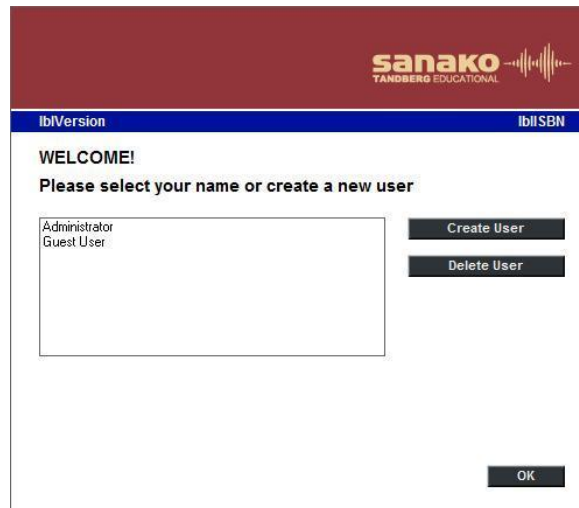 sanako
TANDBERG EDUCATIONAL
lblVersion lblISBN
WELCOME!
Please select your name or create a new user
Administrator
Guest User
Create User
Delete User
OK